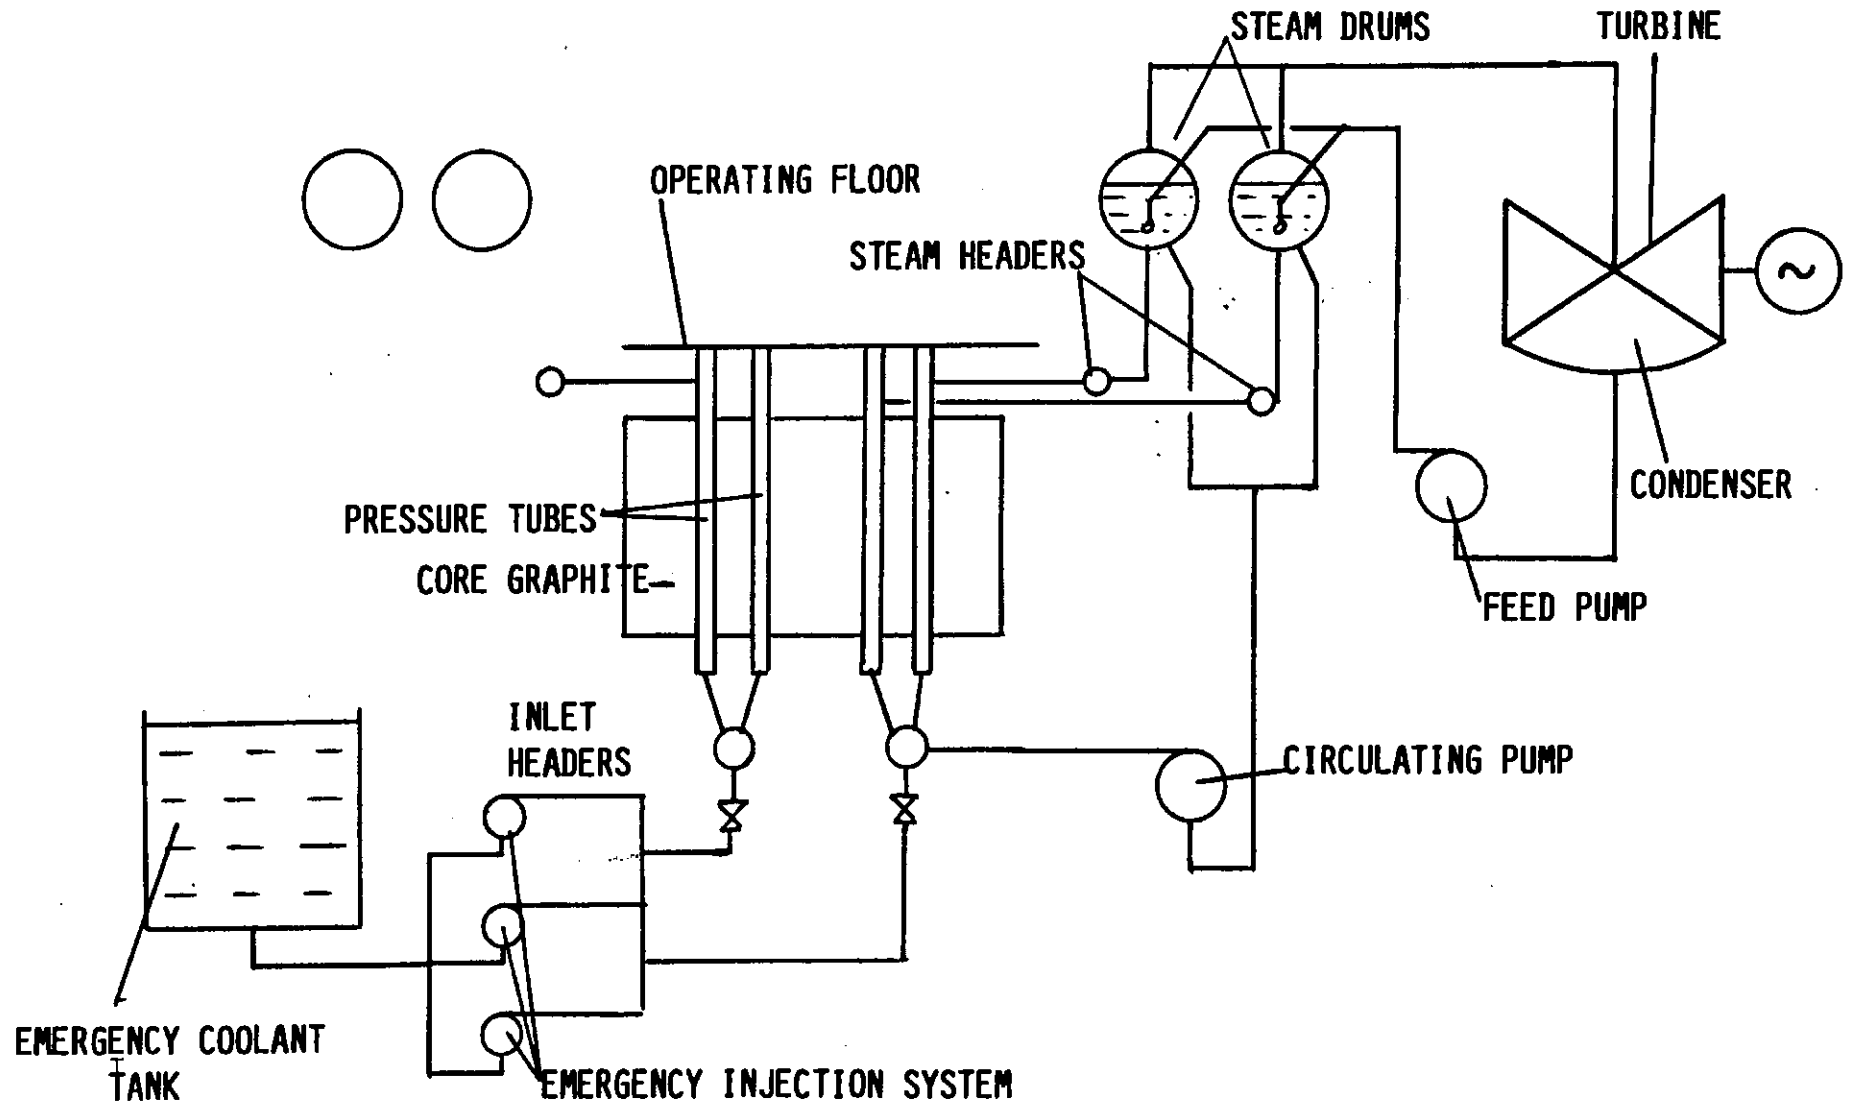 STEAM DRUMS
TURBINE
OPERATING FLOOR
STEAM HEADERS
PRESSURE TUBES
CORE GRAPHITE
CONDENSER
FEED PUMP
INLET
HEADERS
CIRCULATING PUMP
EMERGENCY COOLANT
TANK
EMERGENCY INJECTION SYSTEM
~